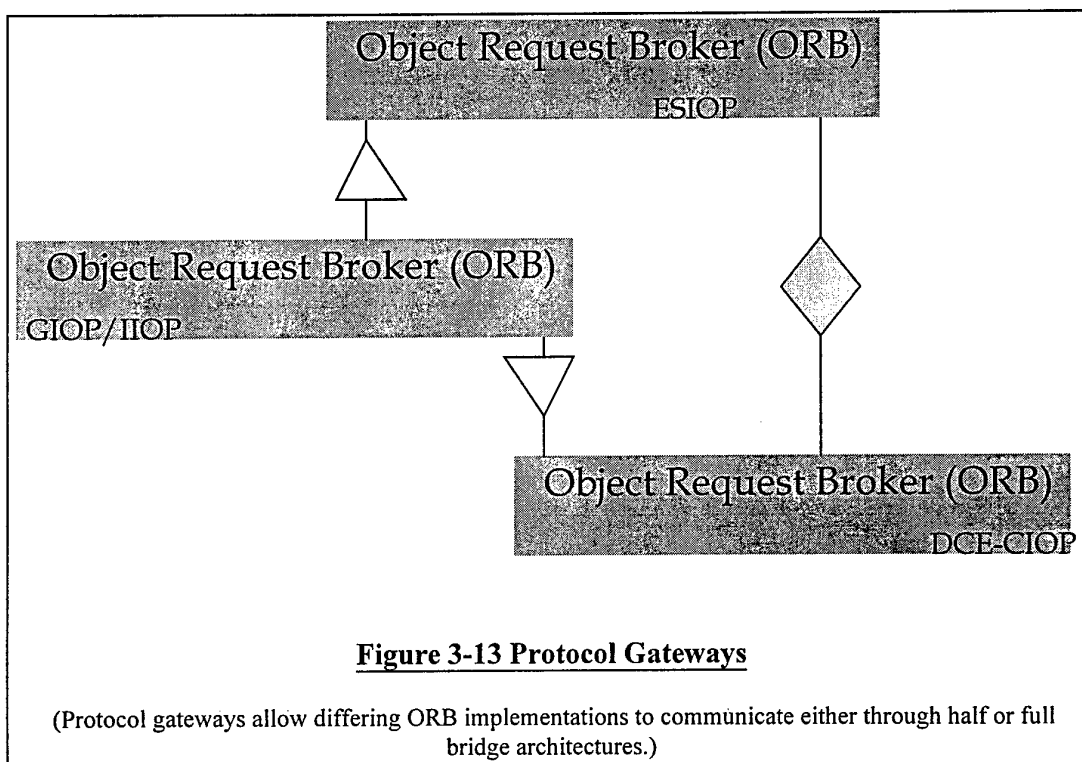 Object Request Broker (ORB)
ESIOP
Object Request Broker (ORB)
GIOP/IIOP
Object Request Broker (ORB)
DCE-CIOP
Figure 3-13 Protocol Gateways
(Protocol gateways allow differing ORB implementations to communicate either through half or full
bridge architectures.)